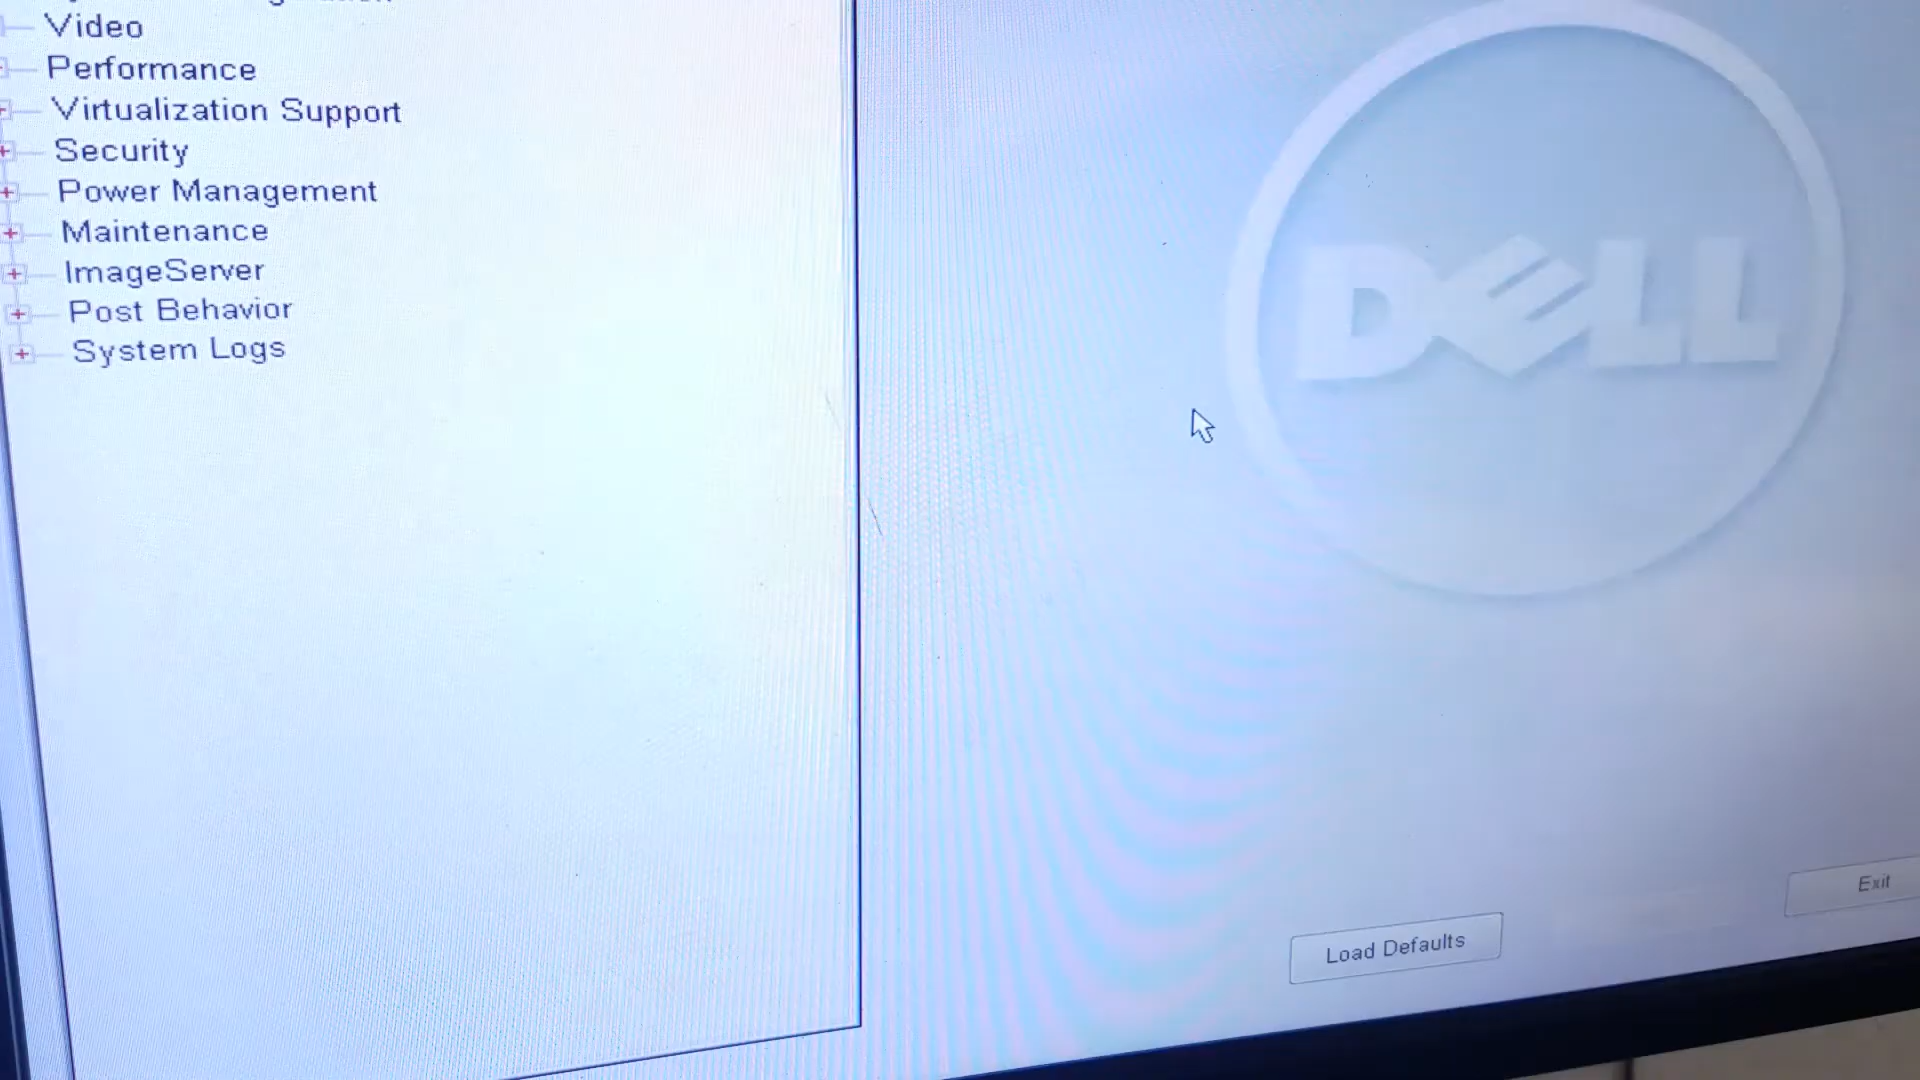 Video
Performance
Virtualization Support
Security
Power Management
Maintenance
ImageServer
Post Behavior
System Logs
DELL
Exit
Load Defaults